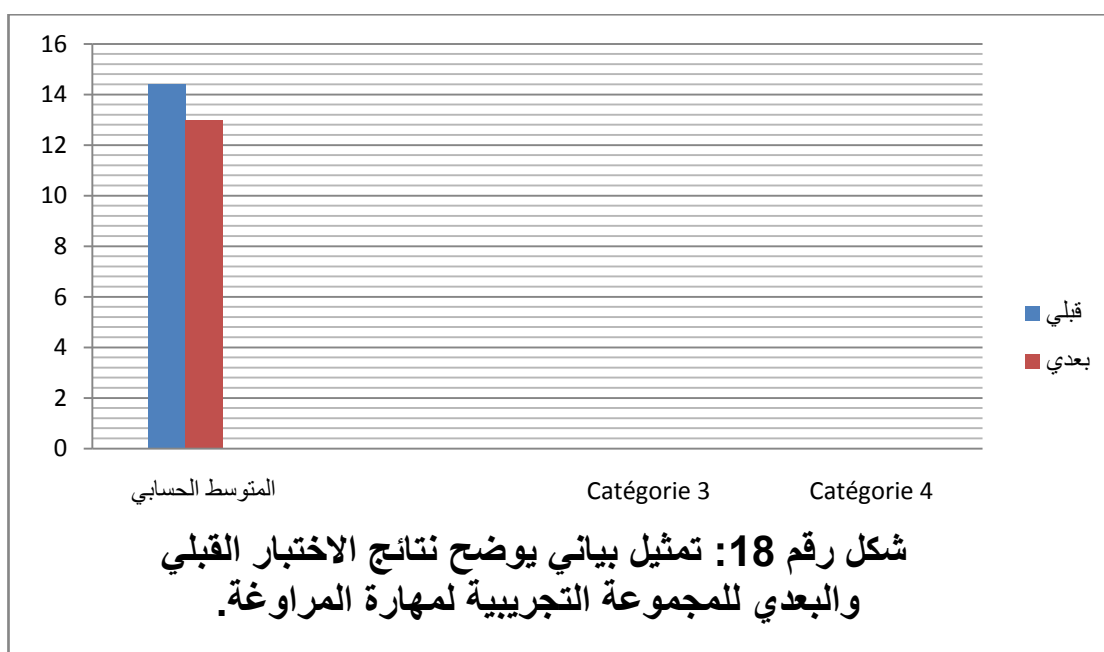 16
14
12
10
8
6
4
2
0
المتوسط الحسابي
Catégorie 3
Catégorie 4
قبلي
بعدي
شكل رقم 18: تمثيل بياني يوضح نتائج الاختبار القبلي
والبعدي للمجموعة التجريبية لمهارة المراوغة.